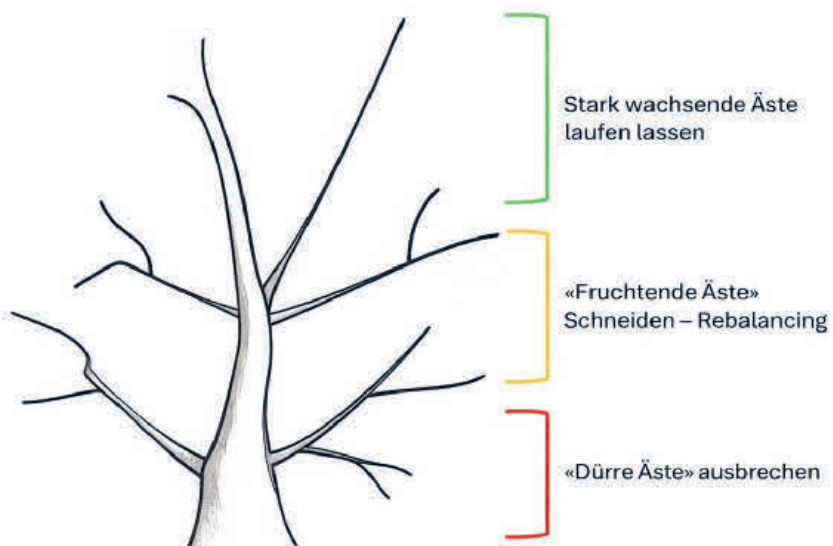 Stark wachsende Äste
laufen lassen
«Fruchtende Äste»
Schneiden – Rebalancing
«Dürre Äste» ausbrechen